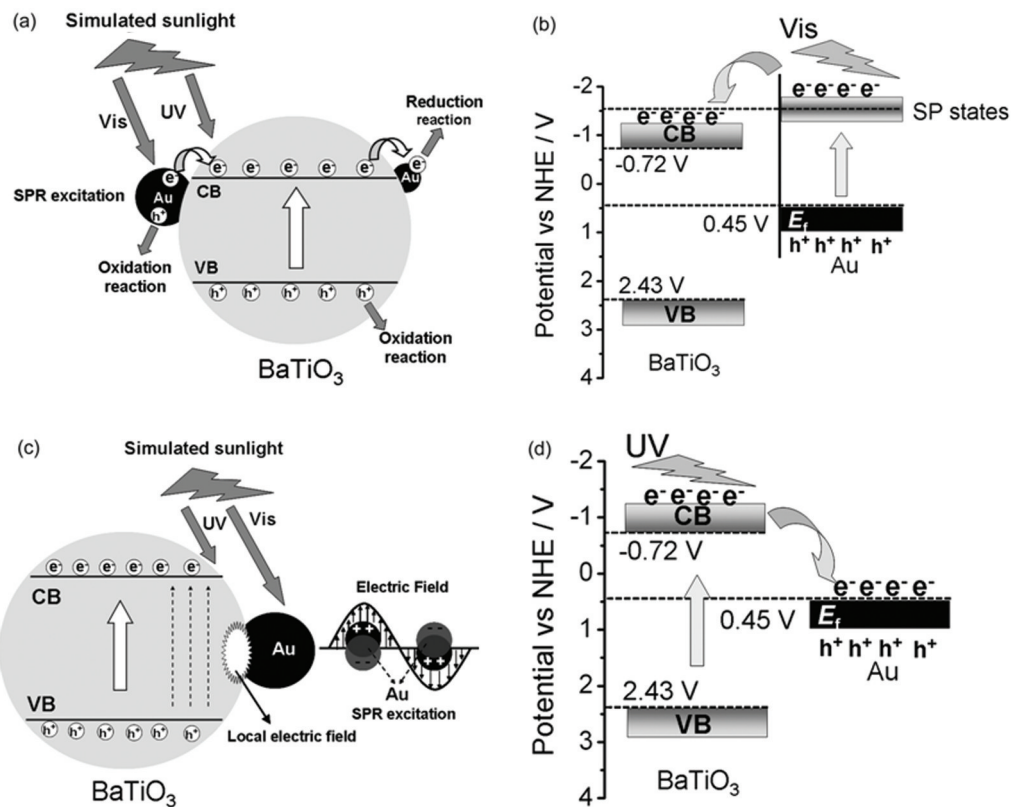 (a)
Simulated sunlight
Vis
UV
Reduction
reaction
SPR excitation
e-
Au
h+
e- e- e- e- e-
e-
Au
CB
Oxidation
reaction
VB
h+ h+ h+ h+ h+
Oxidation
reaction
BaTiO3
(b)
Vis
Potential vs NHE / V
-2
-1
0
1
2
3
4
e- e- e- e-
CB
-0.72 V
e- e- e- e-
SP states
0.45 V
Ef
h+ h+ h+ h+
Au
2.43 V
VB
BaTiO3
(c)
Simulated sunlight
UV
Vis
e- e- e- e- e- e-
CB
Electric Field
Au
++
--
--
++
Au
SPR excitation
VB
h+ h+ h+ h+ h+ h+
Local electric field
BaTiO3
(d)
UV
Potential vs NHE / V
-2
-1
0
1
2
3
4
e- e- e- e-
CB
-0.72 V
e- e- e- e-
0.45 V
Ef
h+ h+ h+ h+
Au
2.43 V
VB
BaTiO3